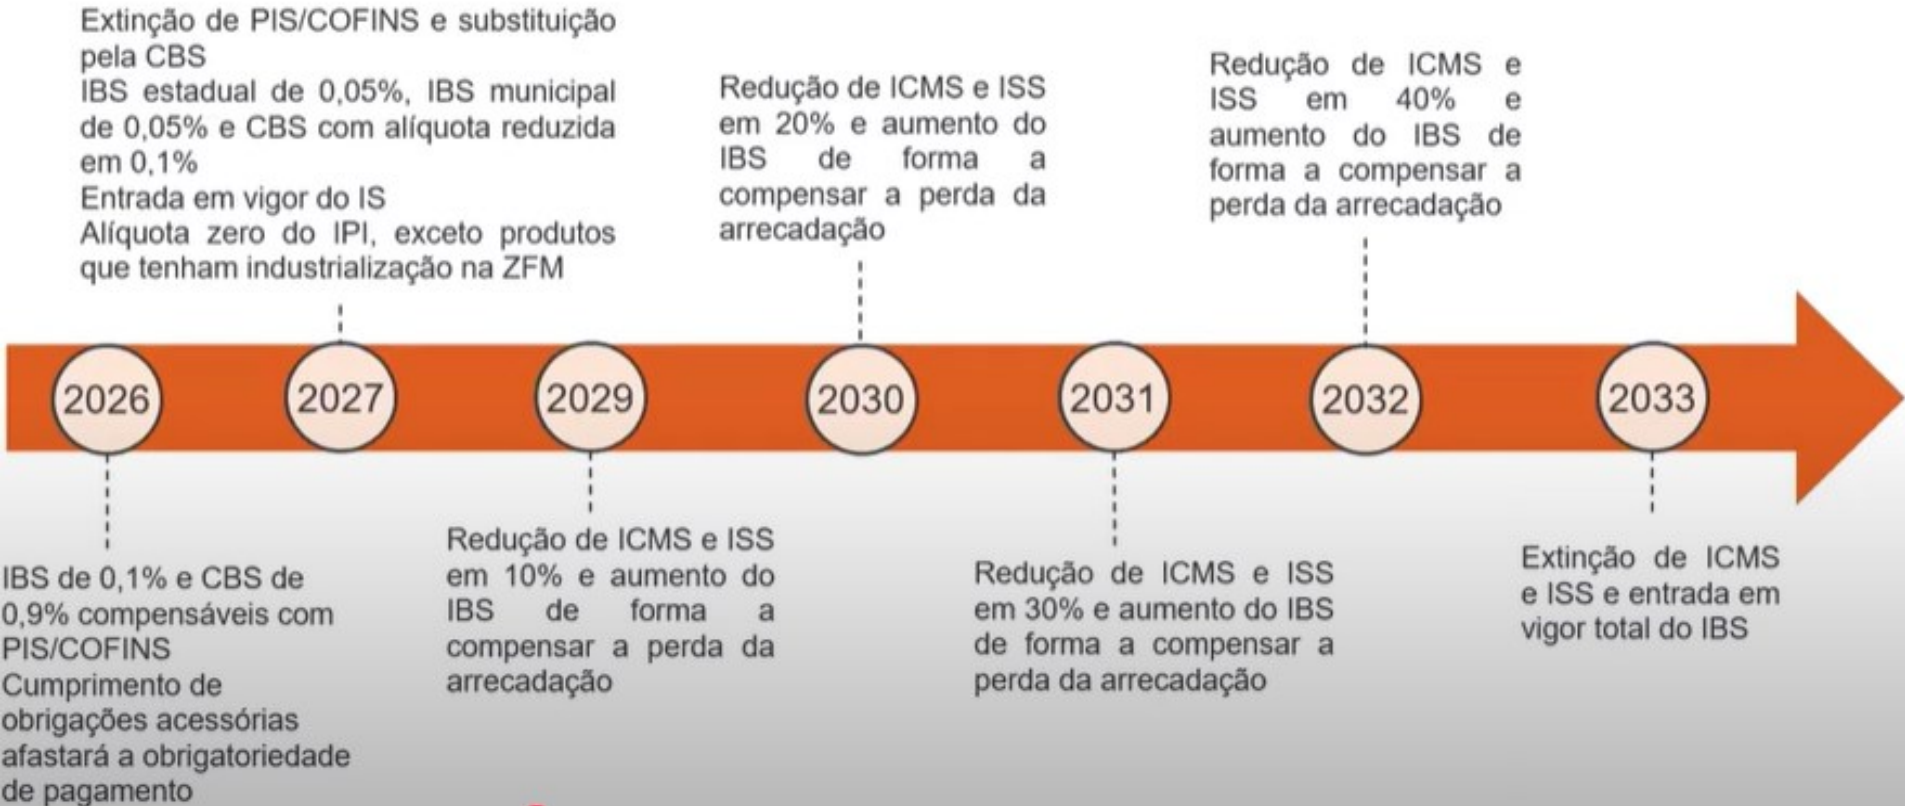 Extinção de PIS/COFINS e substituição
pela CBS
IBS estadual de 0,05%, IBS municipal
de 0,05% e CBS com alíquota reduzida
em 0,1%
Entrada em vigor do IS
Alíquota zero do IPI, exceto produtos
que tenham industrialização na ZFM
Redução de ICMS e ISS
em 20% e aumento do
IBS de forma a
compensar a perda da
arrecadação
Redução de ICMS e
ISS em 40% e
aumento do IBS de
forma a compensar a
perda da arrecadação
2026
2027
2029
2030
2031
2032
2033
IBS de 0,1% e CBS de
0,9% compensáveis com
PIS/COFINS
Cumprimento de
obrigações acessórias
afastará a obrigatoriedade
de pagamento
Redução de ICMS e ISS
em 10% e aumento do
IBS de forma a
compensar a perda da
arrecadação
Redução de ICMS e ISS
em 30% e aumento do IBS
de forma a compensar a
perda da arrecadação
Extinção de ICMS
e ISS e entrada em
vigor total do IBS